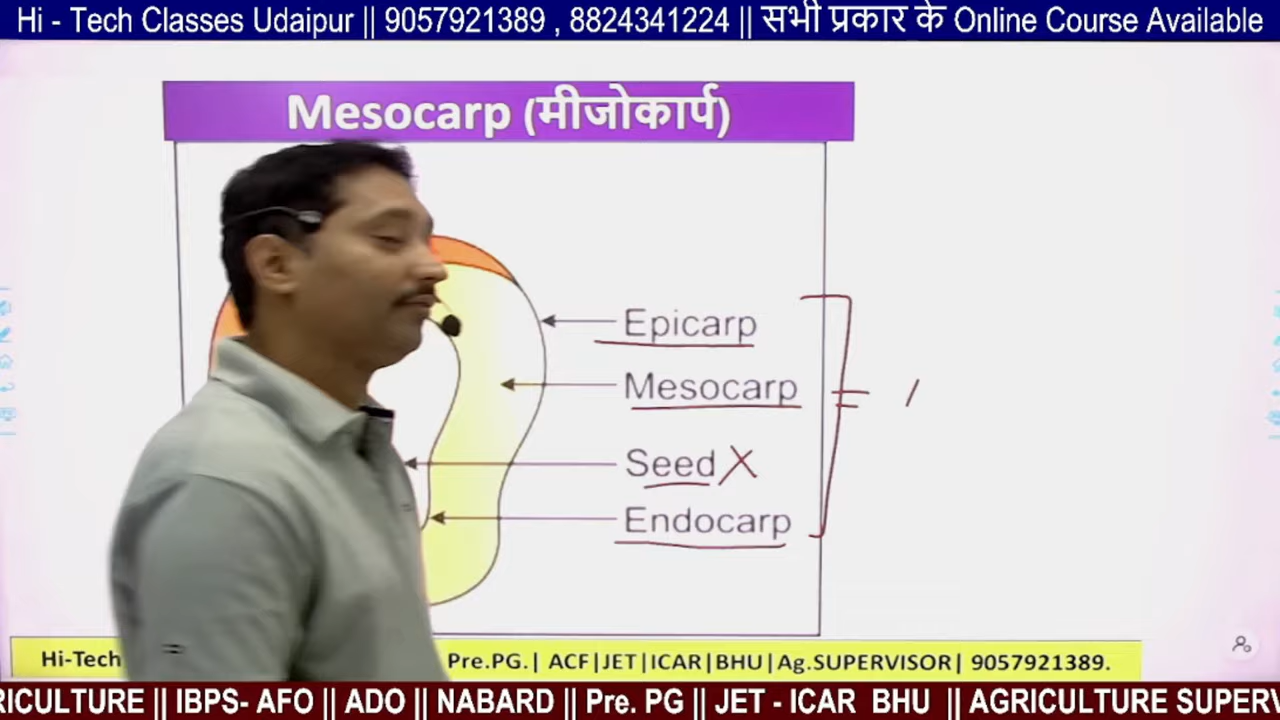 Hi - Tech Classes Udaipur || 9057921389 , 8824341224 || सभी प्रकार के Online Course Available
Mesocarp (मीजोकार्प)
Epicarp
Mesocarp
=
Seed X
Endocarp
Hi-Tech Pre.PG.| ACF|JET|ICAR|BHU|Ag.SUPERVISOR| 9057921389.
RICULTURE || IBPS- AFO || ADO || NABARD || Pre. PG || JET - ICAR BHU || AGRICULTURE SUPERV